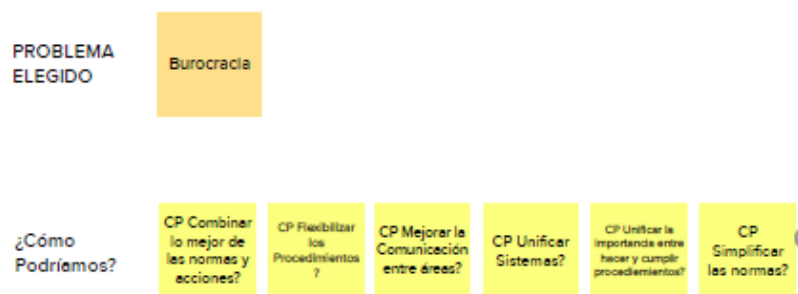 PROBLEMA
ELEGIDO
Burocracia
¿Cómo
Podríamos?
CP Combinar
lo mejor de
las normas y
acciones?
CP Flexibilizar
los
Procedimientos
?
CP Mejorar la
Comunicación
entre áreas?
CP Unificar
Sistemas?
CP Unificar la
importancia entre
hacer y cumplir
procedemientos?
CP
Simplificar
las normas?